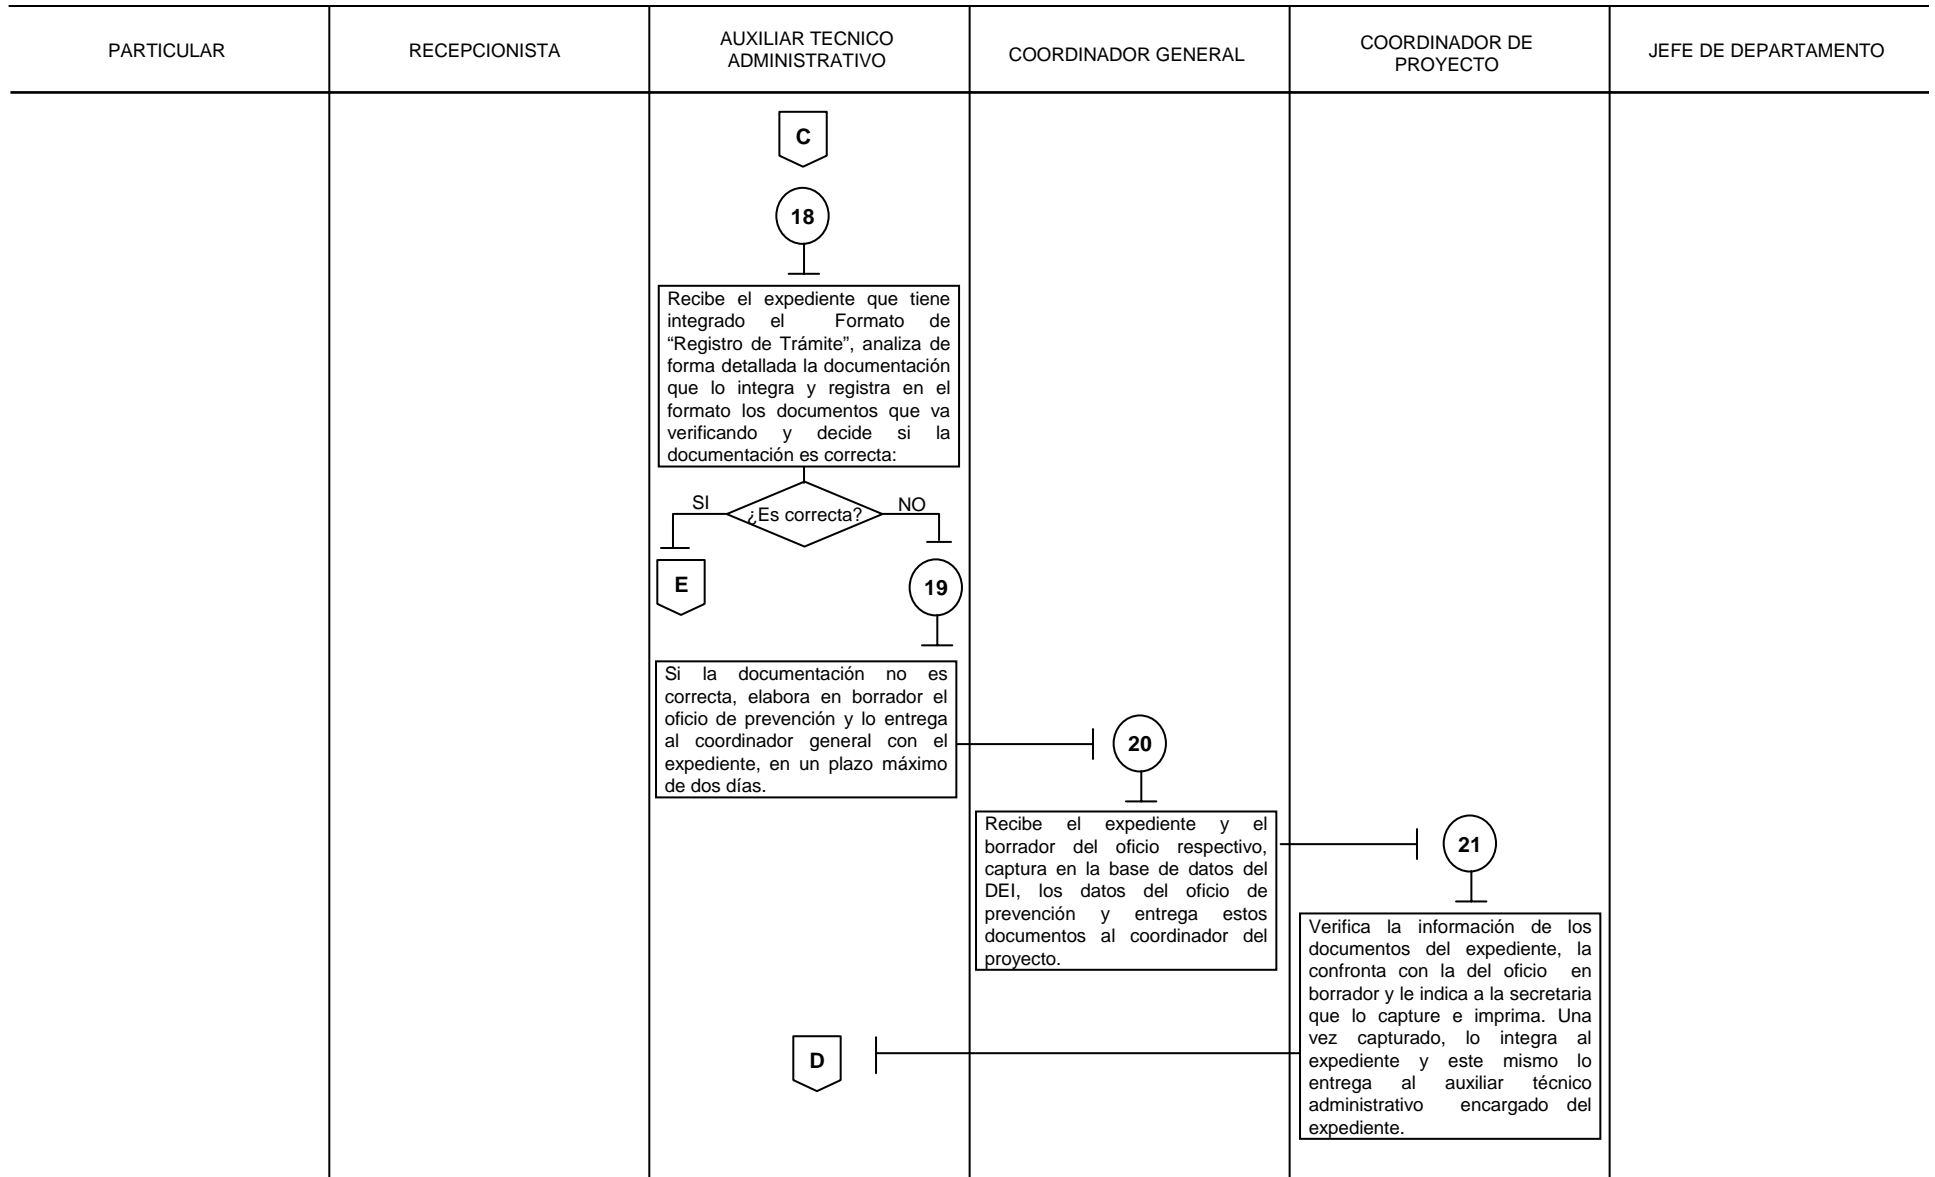 PARTICULAR
RECEPCIONISTA
AUXILIAR TECNICO
ADMINISTRATIVO
COORDINADOR GENERAL
COORDINADOR DE
PROYECTO
JEFE DE DEPARTAMENTO
C
18
Recibe el expediente que tiene
integrado el Formato de
“Registro de Trámite”, analiza de
forma detallada la documentación
que lo integra y registra en el
formato los documentos que va
verificando y decide si la
documentación es correcta:
SI
¿Es correcta?
NO
E
19
Si la documentación no es
correcta, elabora en borrador el
oficio de prevención y lo entrega
al coordinador general con el
expediente, en un plazo máximo
de dos días.
20
Recibe el expediente y el
borrador del oficio respectivo,
captura en la base de datos del
DEI, los datos del oficio de
prevención y entrega estos
documentos al coordinador del
proyecto.
21
Verifica la información de los
documentos del expediente, la
confronta con la del oficio en
borrador y le indica a la secretaria
que lo capture e imprima. Una
vez capturado, lo integra al
expediente y este mismo lo
entrega al auxiliar técnico
administrativo encargado del
expediente.
D